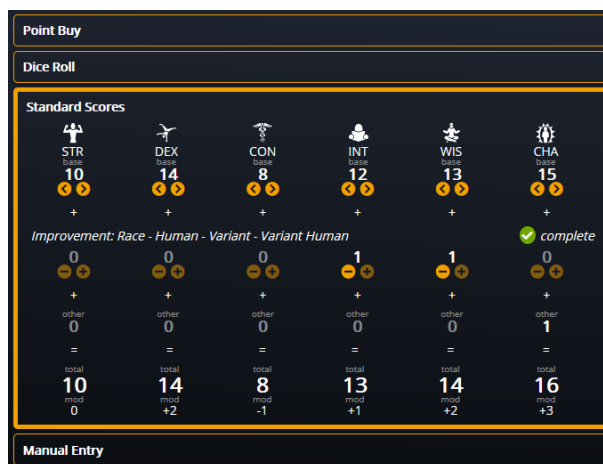 Point Buy
Dice Roll
Standard Scores
STR DEX CON INT WIS CHA
base base base base base base
10 14 8 12 13 15
+ + + + + +
Improvement: Race - Human - Variant - Variant Human complete
0 0 0 1 1 0
+ + + + + +
other other other other other other
0 0 0 0 0 1
= = = = = =
total total total total total total
10 14 8 13 14 16
mod mod mod mod mod mod
0 +2 -1 +1 +2 +3
Manual Entry